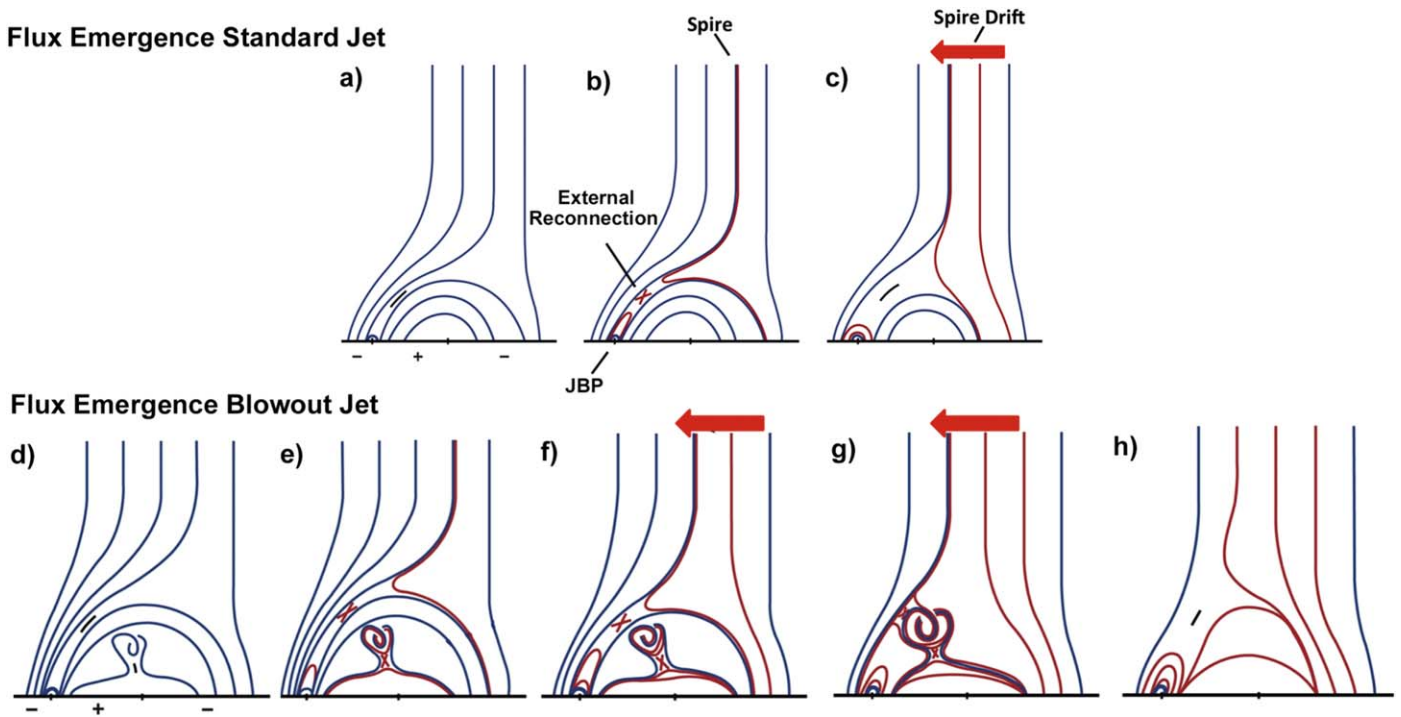 Flux Emergence Standard Jet
a)
b)
Spire
c)
Spire Drift
External
Reconnection
X
JBP
− + −
Flux Emergence Blowout Jet
d)
e)
f)
g)
h)
X
X
X
X
X
− + −